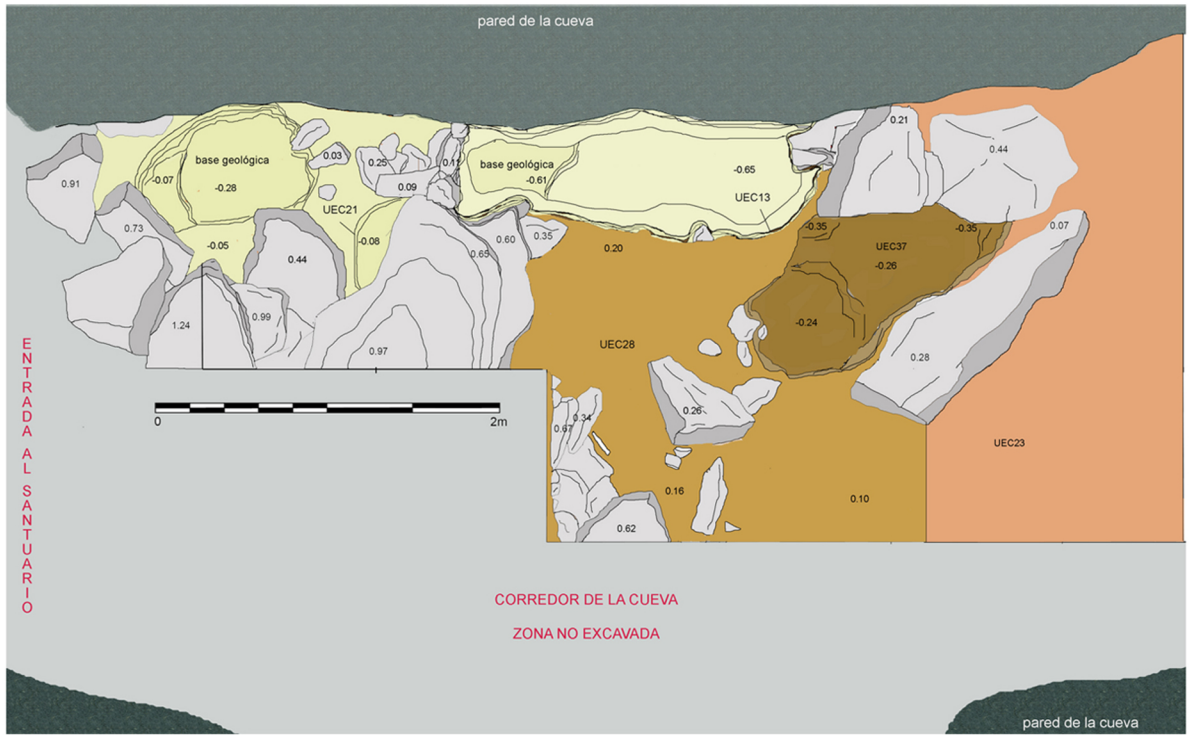 pared de la cueva
0.21
0.44
base geológica
0.03
0.25
0.11
base geológica
0.91
-0.07
-0.28
0.09
-0.61
-0.65
UEC13
UEC21
0.73
-0.05
-0.08
0.60
0.35
0.20
-0.35
-0.35
0.07
UEC37
-0.26
0.44
0.65
1.24
0.99
0.97
UEC28
-0.24
0.28
0
2m
0.67
0.34
0.26
UEC23
0.16
0.10
0.62
ENTRADA AL SANTUARIO
CORREDOR DE LA CUEVA
ZONA NO EXCAVADA
pared de la cueva